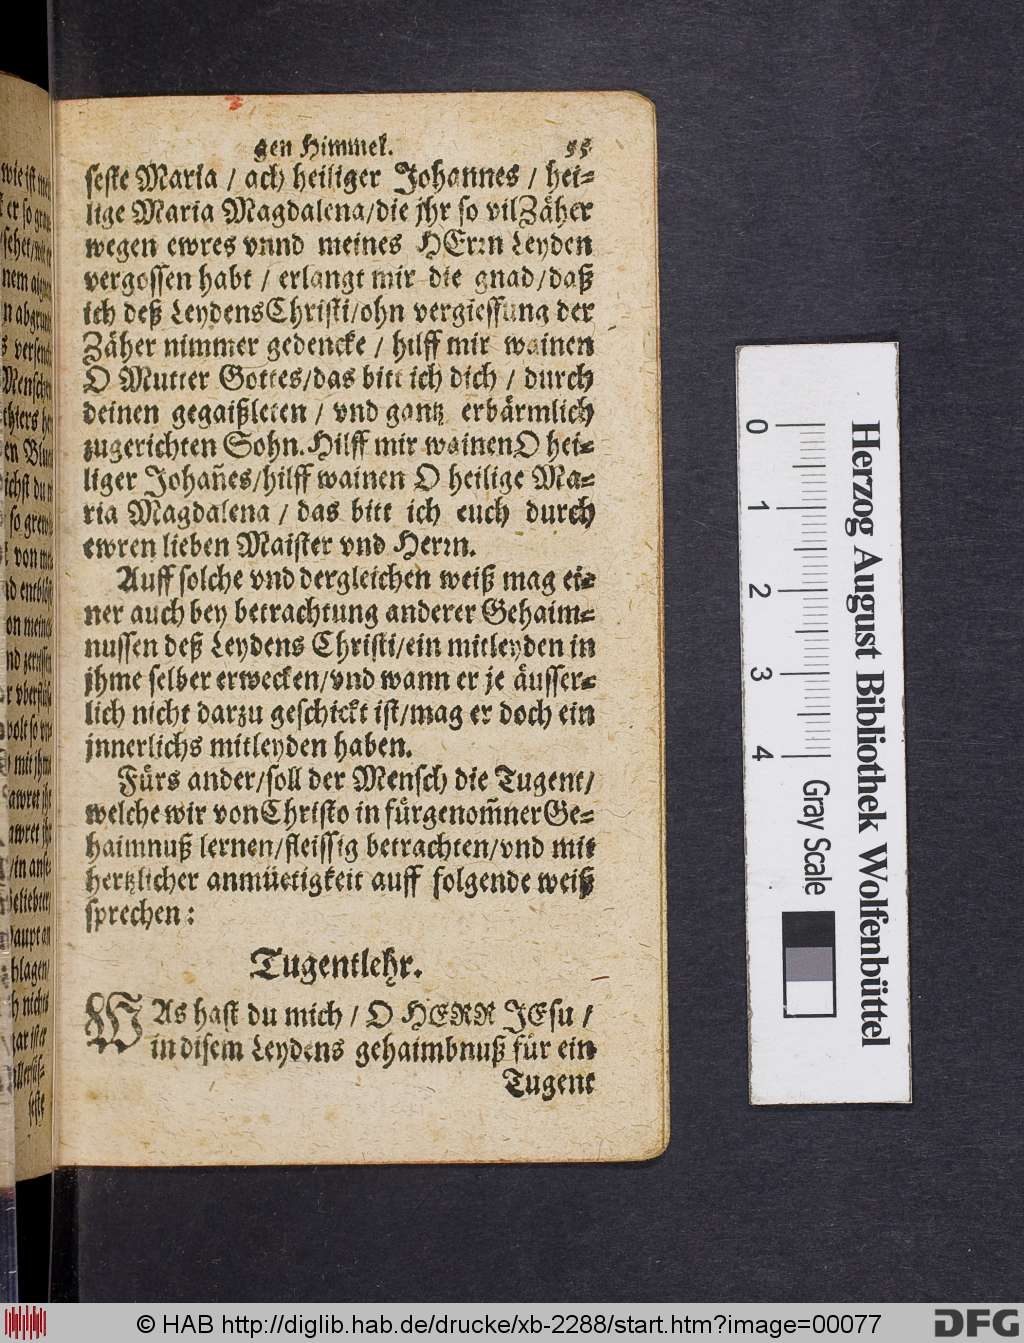 gen Himmel. 55
seste Maria / ach heiliger Johannes / hei-
lige Maria Magdalena/die jhr so vil Zäher
wegen ewres vnnd meines HErꝛn Leyden
vergossen habt / erlangt mir die gnad/daß
ich deß Leydens Christi/ohn vergiessung der
Zäher nimmer gedencke / hilff mir wainen
O Mutter Gottes/das bitt ich dich / durch
deinen gegaißleten / vnd gantz erbärmlich
zugerichten Sohn. Hilff mir wainen O hei-
liger Johañes/hilff wainen O heilige Ma-
ria Magdalena / das bitt ich euch durch
ewren lieben Maister vnd Herꝛn.
Auff solche vnd dergleichen weiß mag ei-
ner auch bey betrachtung anderer Gehaim-
nussen deß Leydens Christi/ein mitleyden in
jhme selber erwecken/vnd wann er je äusser-
lich nicht darzu geschickt ist/mag er doch ein
jnnerlichs mitleyden haben.
Fürs ander/soll der Mensch die Tugent/
welche wir von Christo in fürgenom̃ner Ge-
haimnuß lernen/fleissig betrachten/vnd mit
hertzlicher anmüetigkeit auff folgende weiß
sprechen :
Tugentlehr.
WAs hast du mich / O HERR JEsu /
in disem Leydens gehaimbnuß für ein
Tugent
Herzog August Bibliothek Wolfenbüttel
0 1 2 3 4
Gray Scale
© HAB http://diglib.hab.de/drucke/xb-2288/start.htm?image=00077
DFG